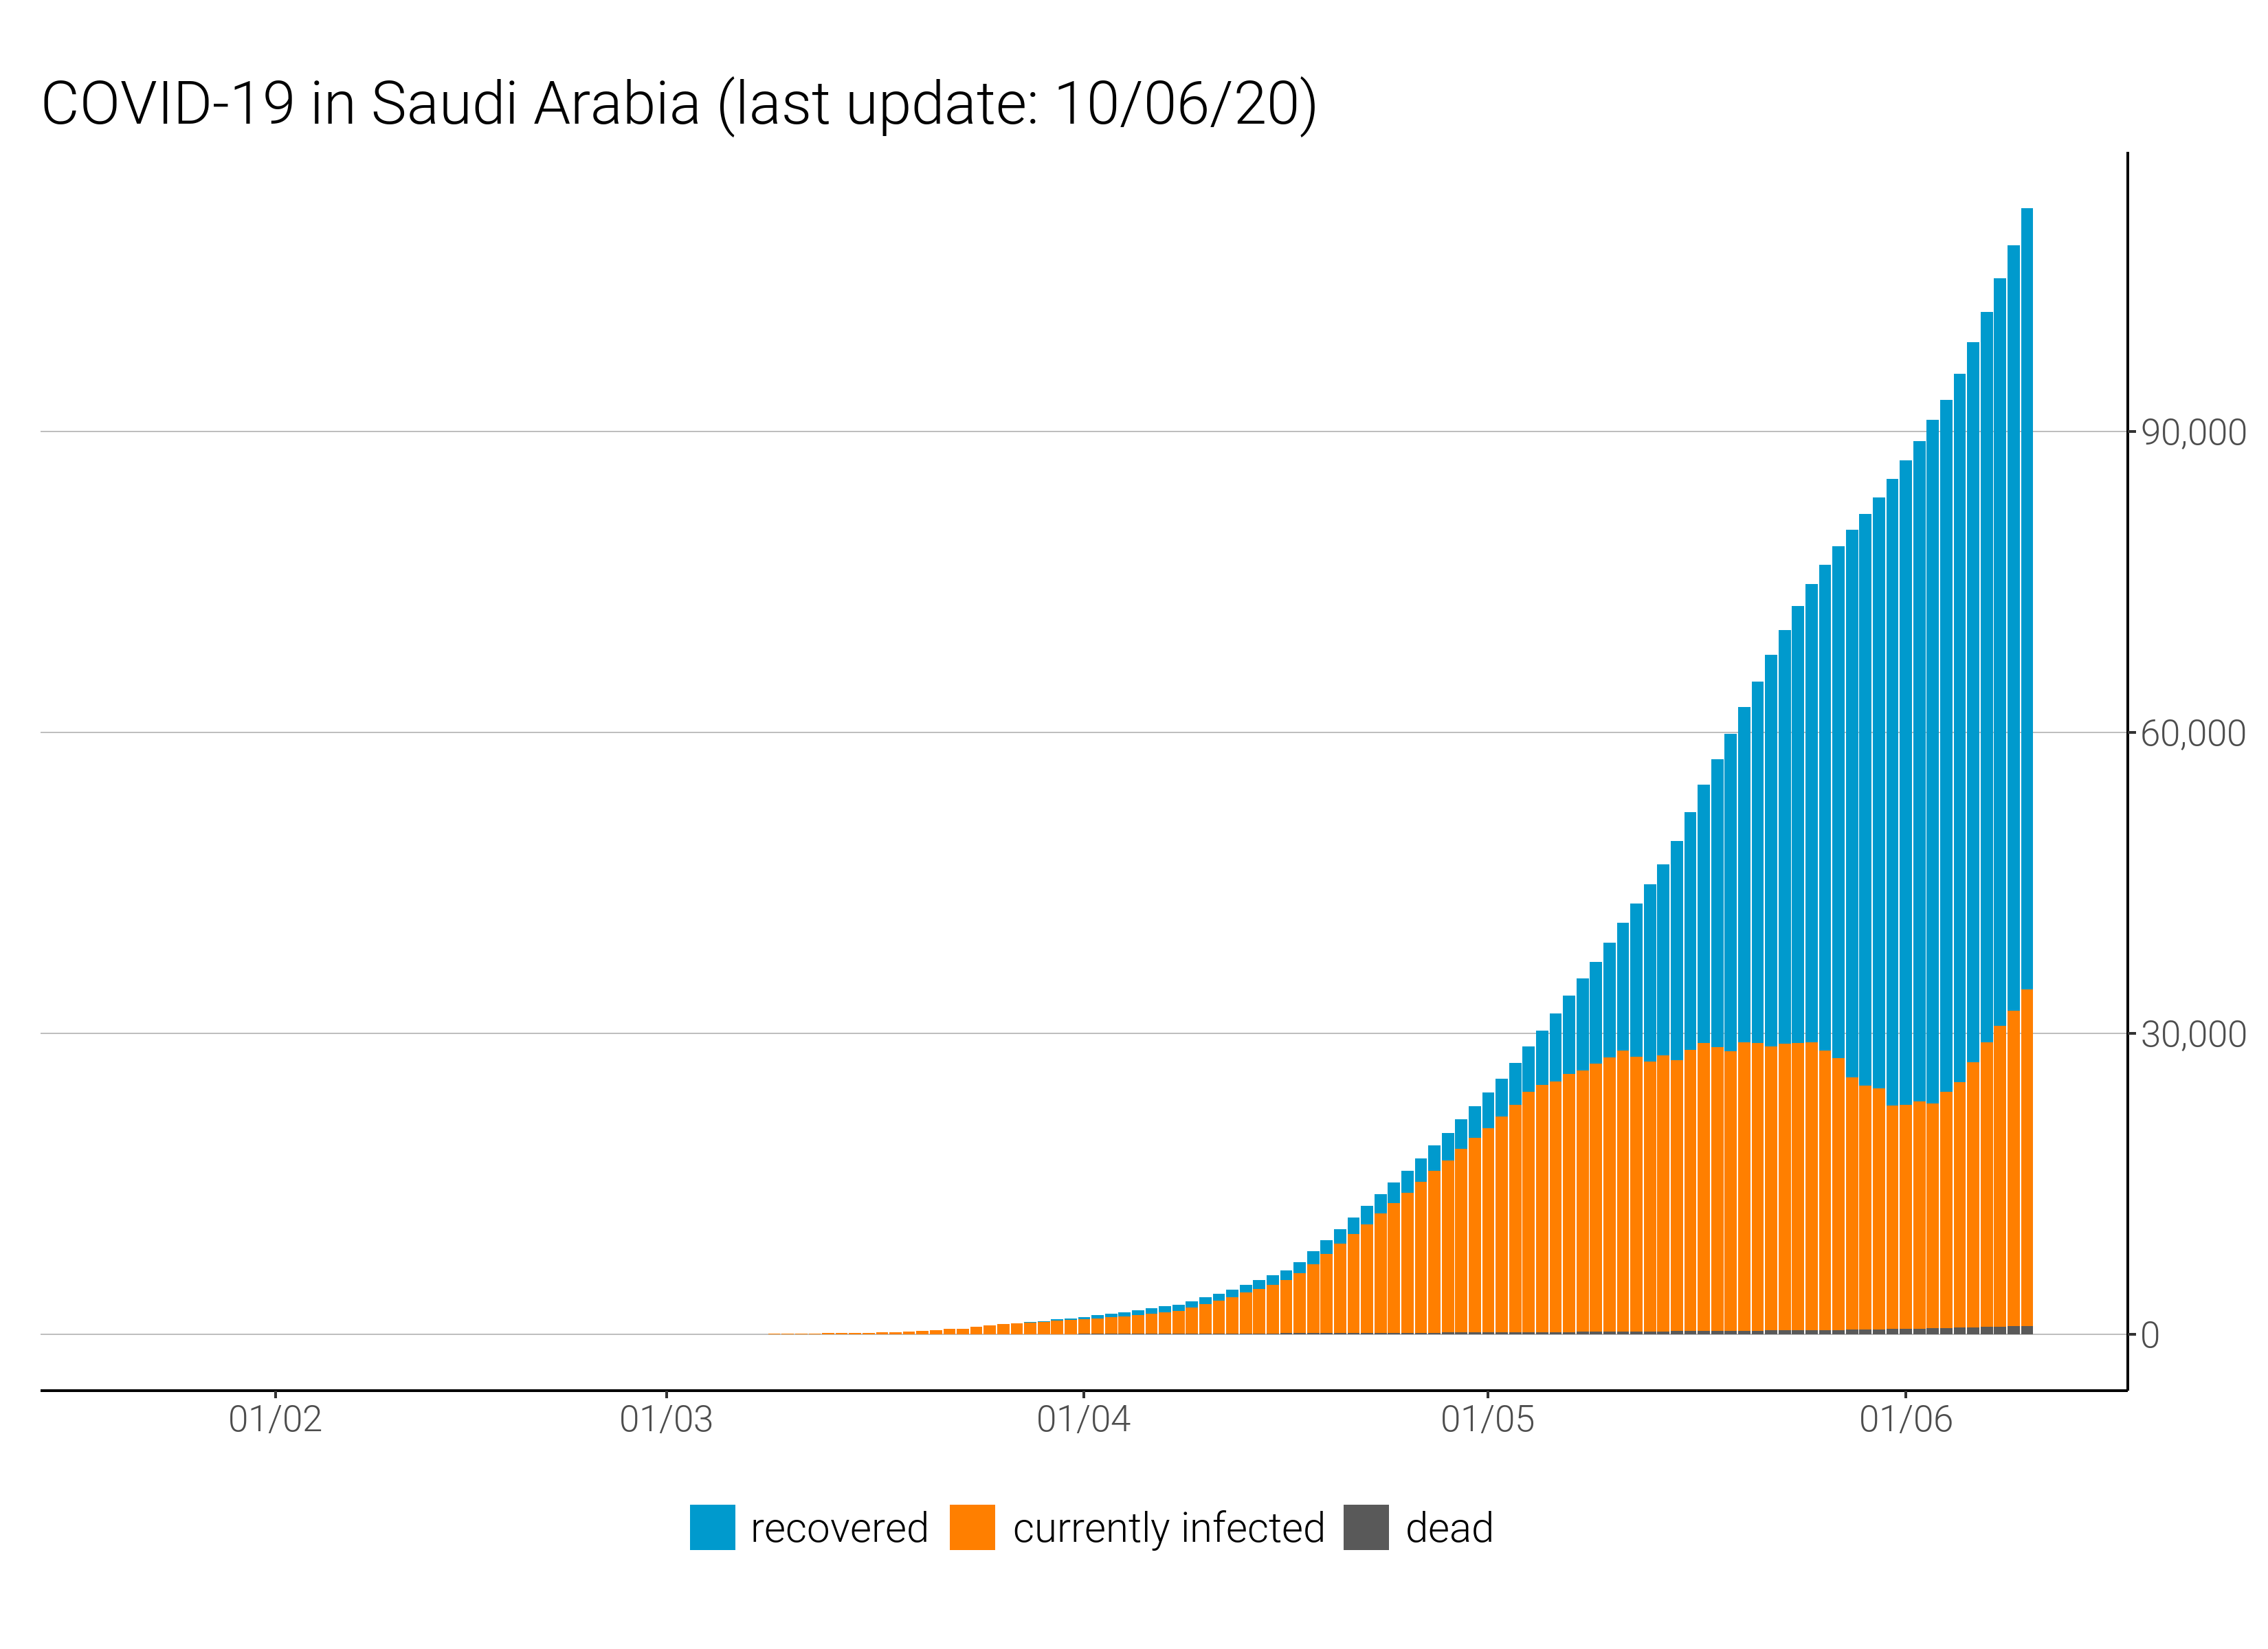 COVID-19 in Saudi Arabia (last update: 10/06/20)
90,000
60,000
30,000
0
01/02 01/03 01/04 01/05 01/06
recovered currently infected dead